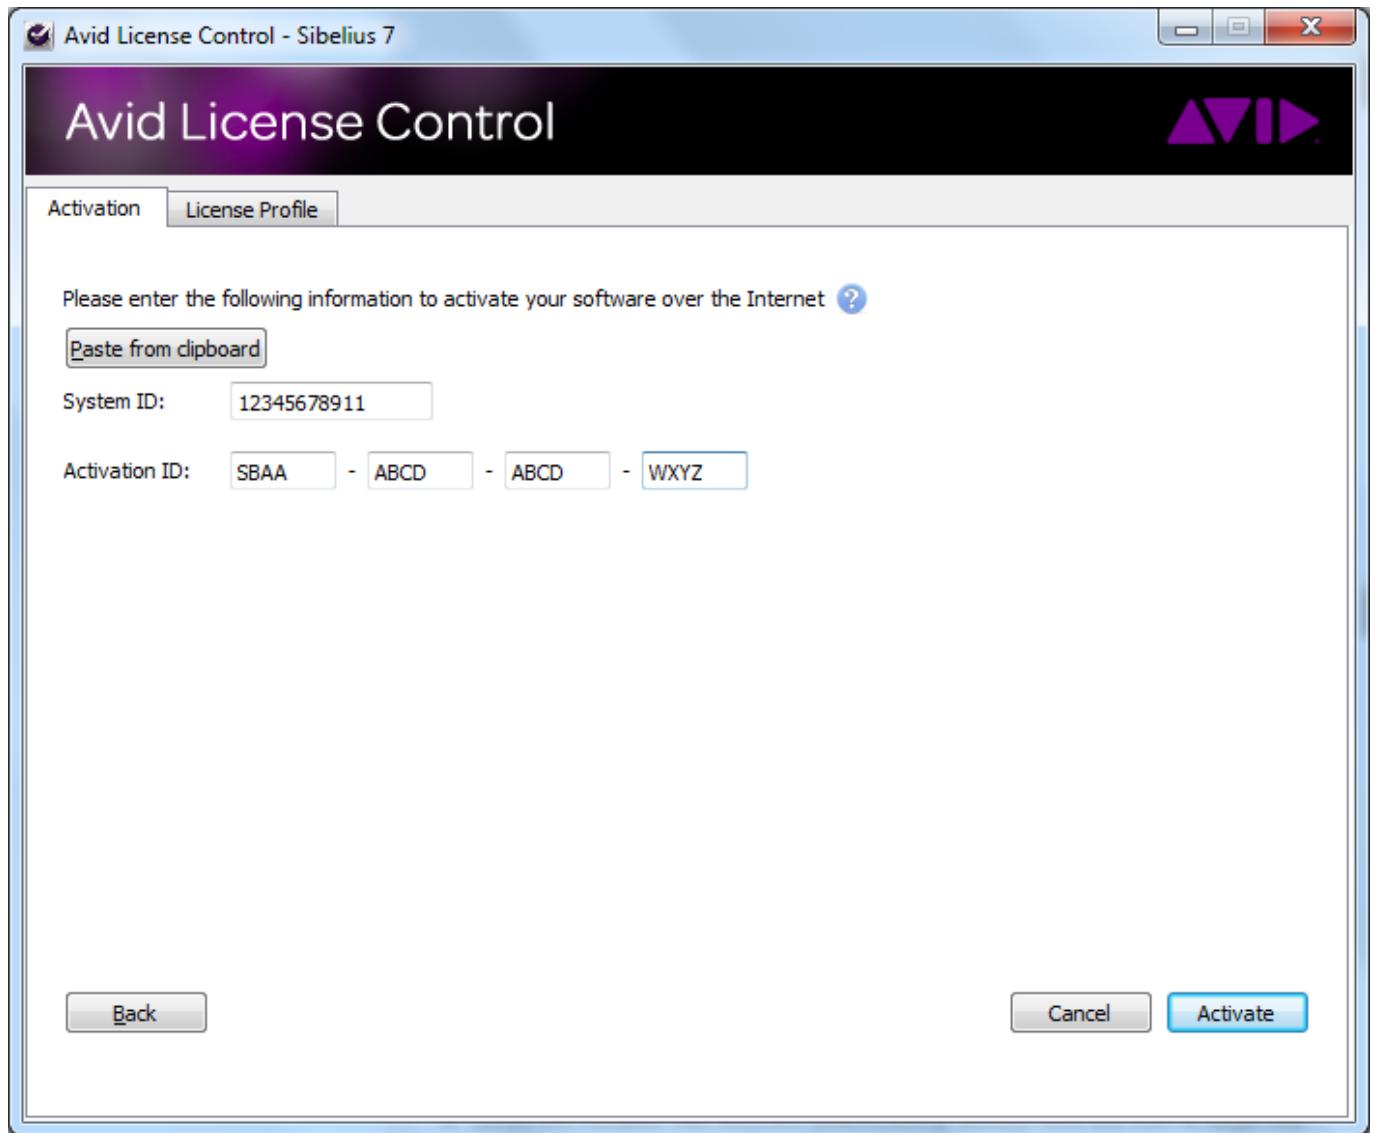 Avid License Control - Sibelius 7
Avid License Control AVID
Activation License Profile
Please enter the following information to activate your software over the Internet ?
Paste from clipboard
System ID: 12345678911
Activation ID: SBAA - ABCD - ABCD - WXYZ
Back Cancel Activate